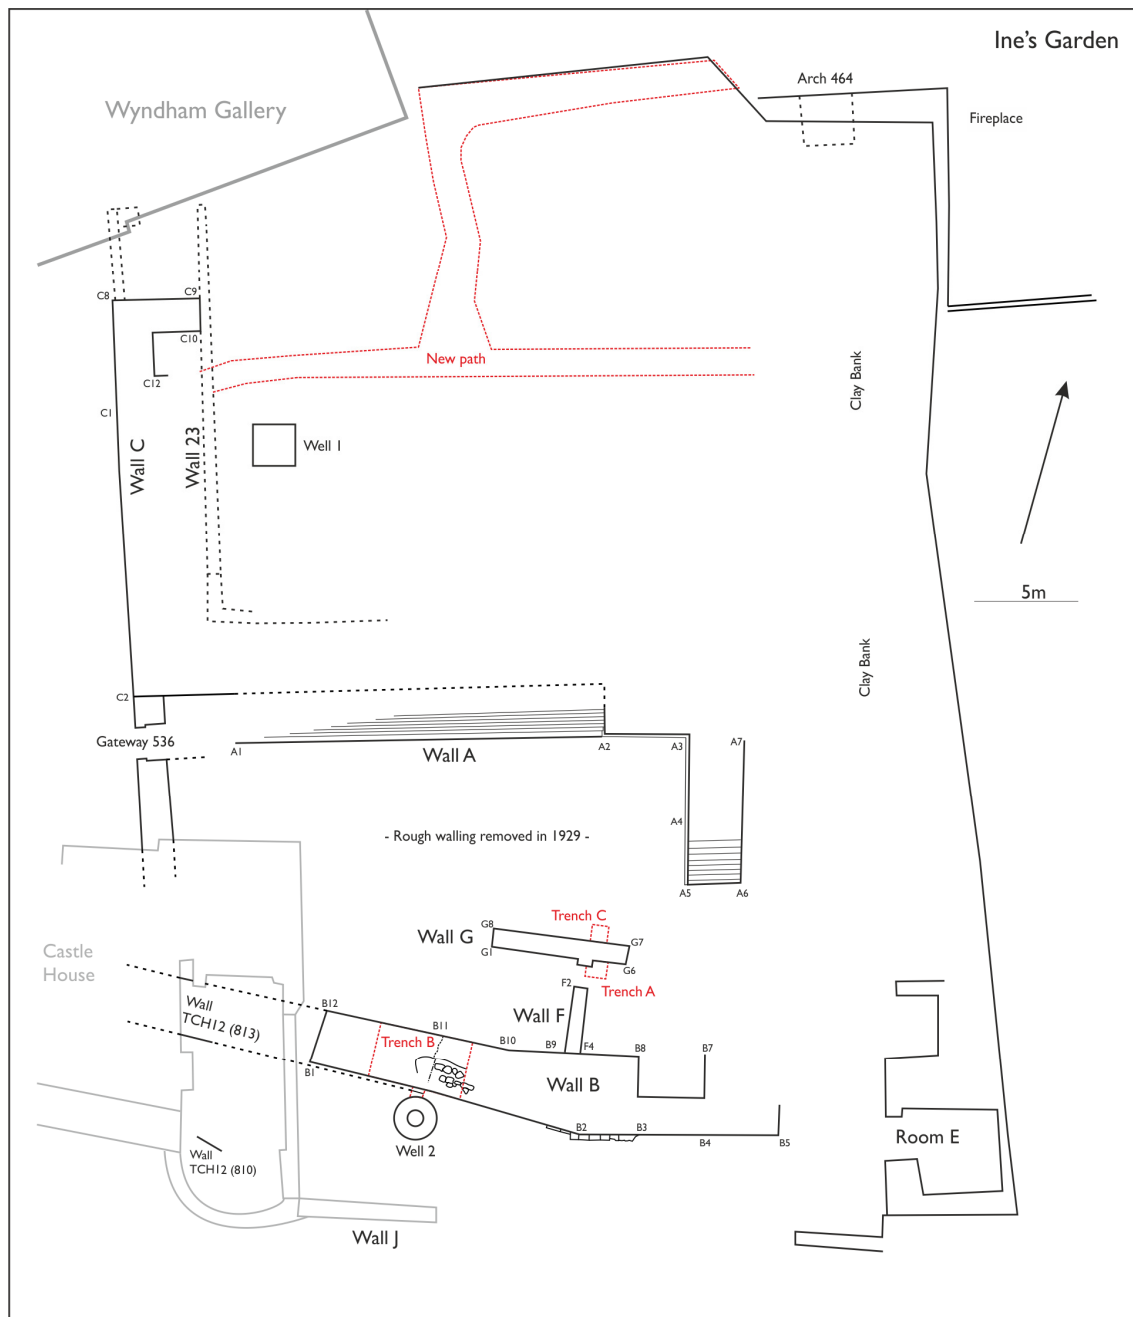 Ine's Garden
Arch 464
Wyndham Gallery
Fireplace
C8
C9
C10
New path
C12
Clay Bank
C1
Wall C
Wall 23
Well 1
5m
Clay Bank
C2
Gateway 536
A1
Wall A
A2
A3
A7
A4
- Rough walling removed in 1929 -
A5
A6
Trench C
G8
Wall G
G7
G1
G6
Castle
House
F2
Trench A
Wall
TCH12 (813)
B12
Wall F
B11
Trench B
B10
B9
F4
B8
B7
B1
Wall B
B2
B3
B4
B5
Room E
Well 2
Wall
TCH12 (810)
Wall J